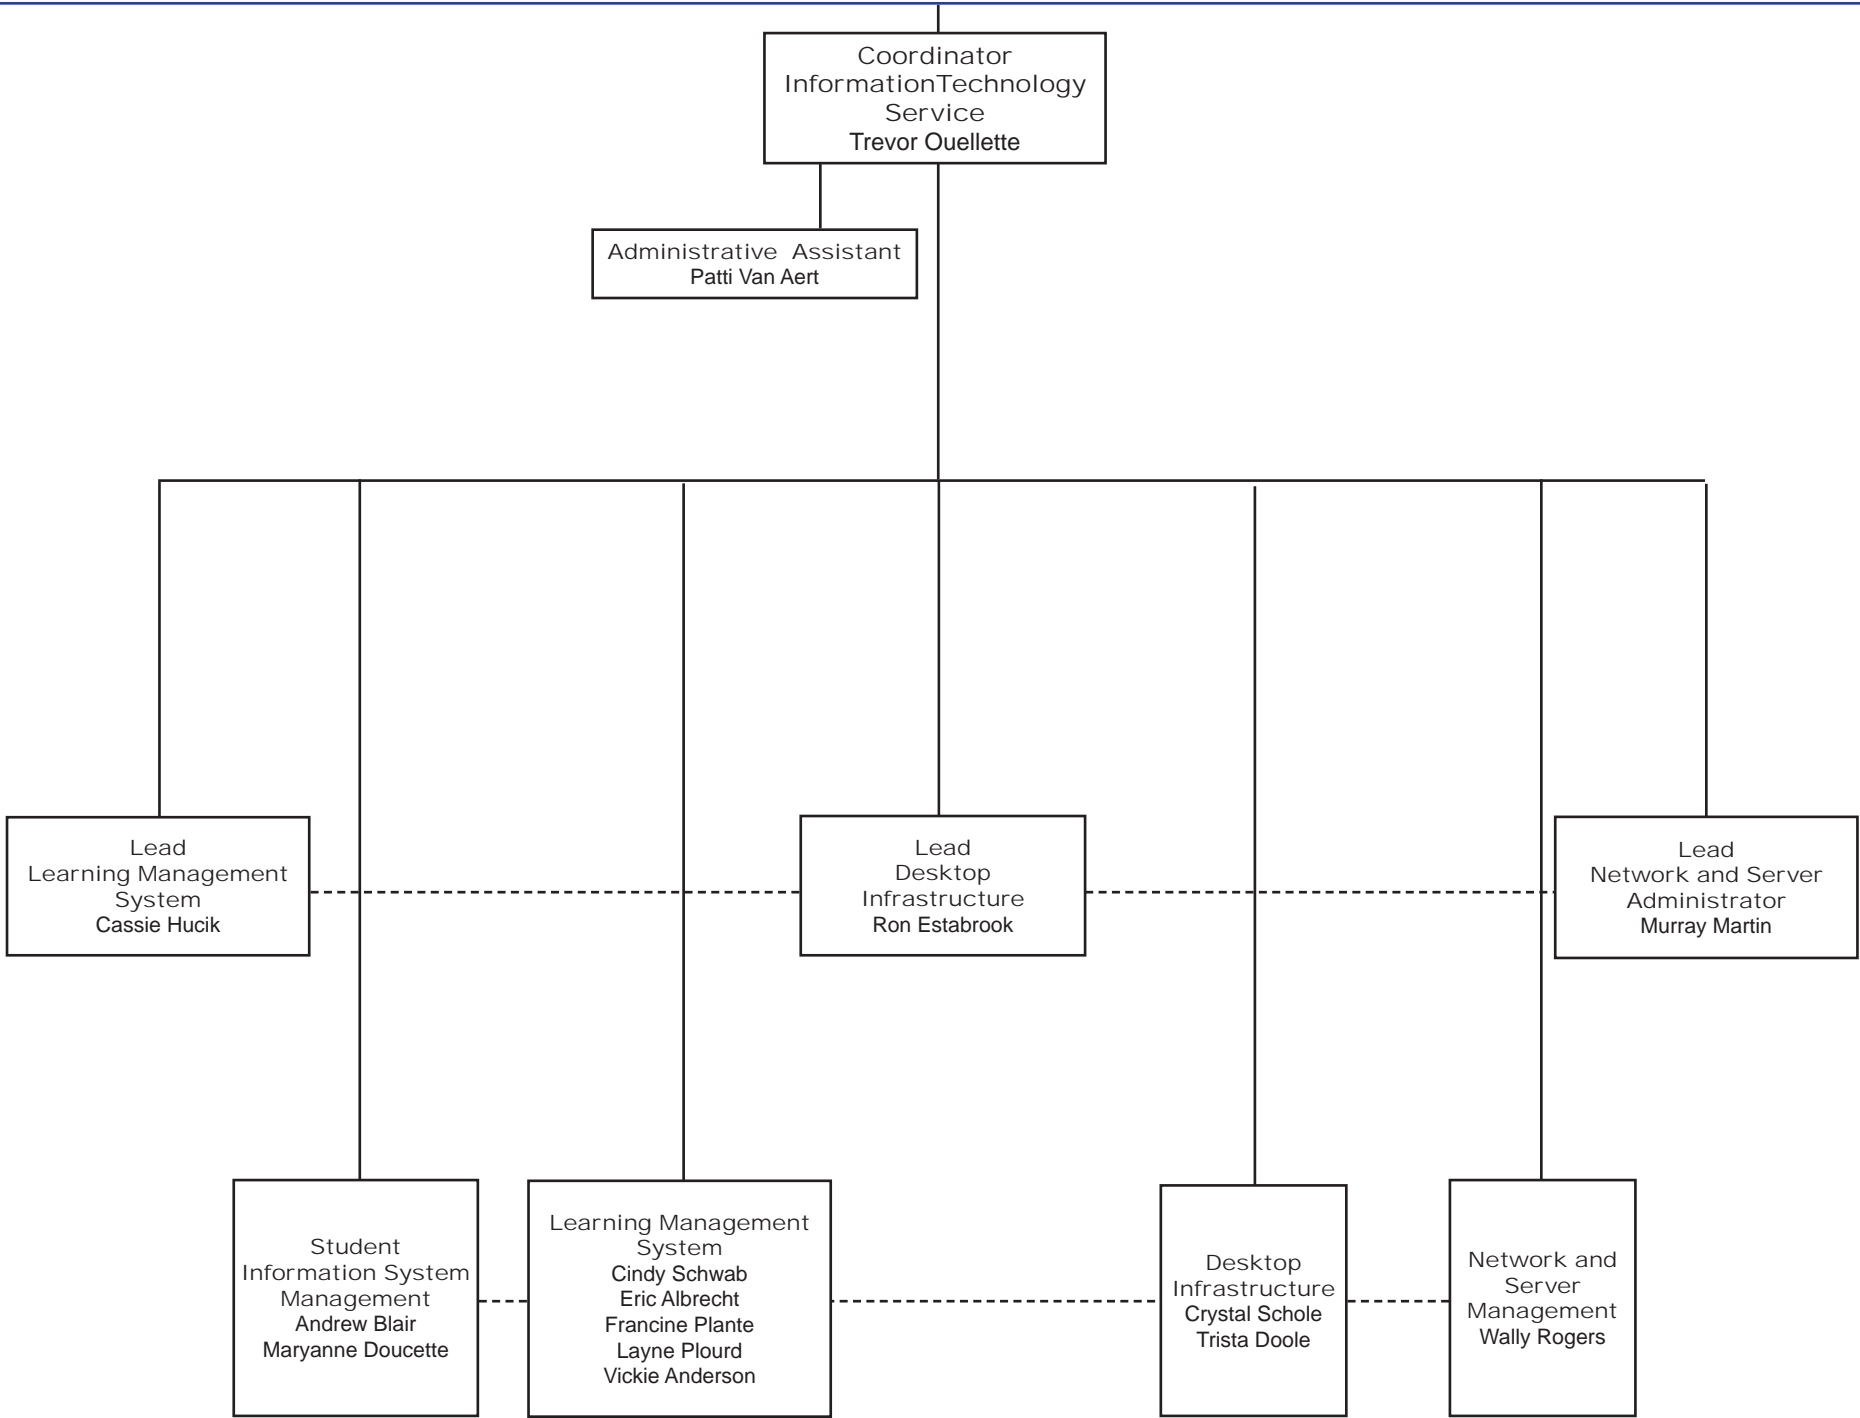 Coordinator
InformationTechnology
Service
Trevor Ouellette
Administrative Assistant
Patti Van Aert
Lead
Learning Management
System
Cassie Hucik
Lead
Desktop
Infrastructure
Ron Estabrook
Lead
Network and Server
Administrator
Murray Martin
Student
Information System
Management
Andrew Blair
Maryanne Doucette
Learning Management
System
Cindy Schwab
Eric Albrecht
Francine Plante
Layne Plourd
Vickie Anderson
Desktop
Infrastructure
Crystal Schole
Trista Doole
Network and
Server
Management
Wally Rogers